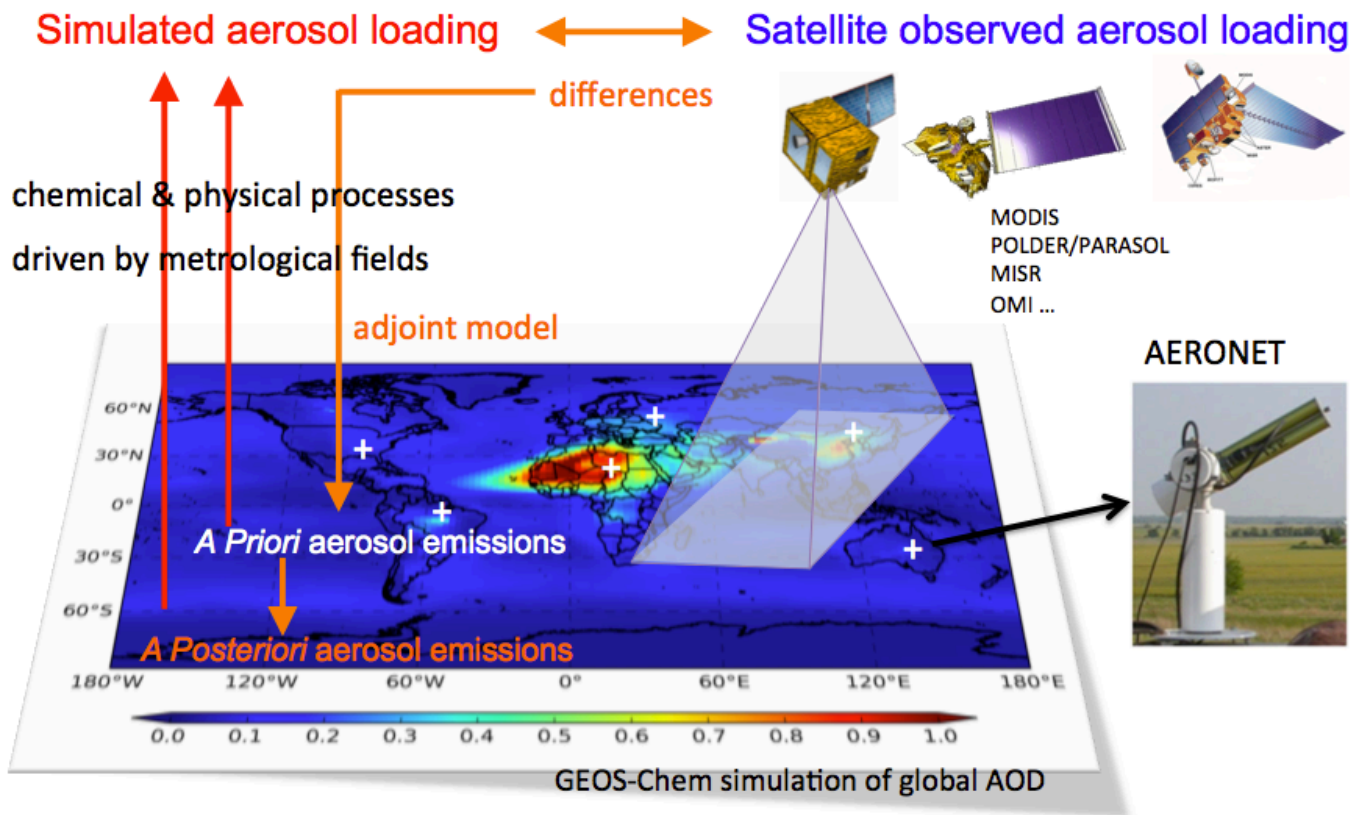 Simulated aerosol loading
Satellite observed aerosol loading
differences
chemical & physical processes
driven by metrological fields
MODIS
POLDER/PARASOL
MISR
OMI ...
adjoint model
AERONET
60°N
30°N
0°
30°S
60°S
A Priori aerosol emissions
A Posteriori aerosol emissions
180°W 120°W 60°W 0° 60°E 120°E 180°E
0.0 0.1 0.2 0.3 0.4 0.5 0.6 0.7 0.8 0.9 1.0
GEOS-Chem simulation of global AOD